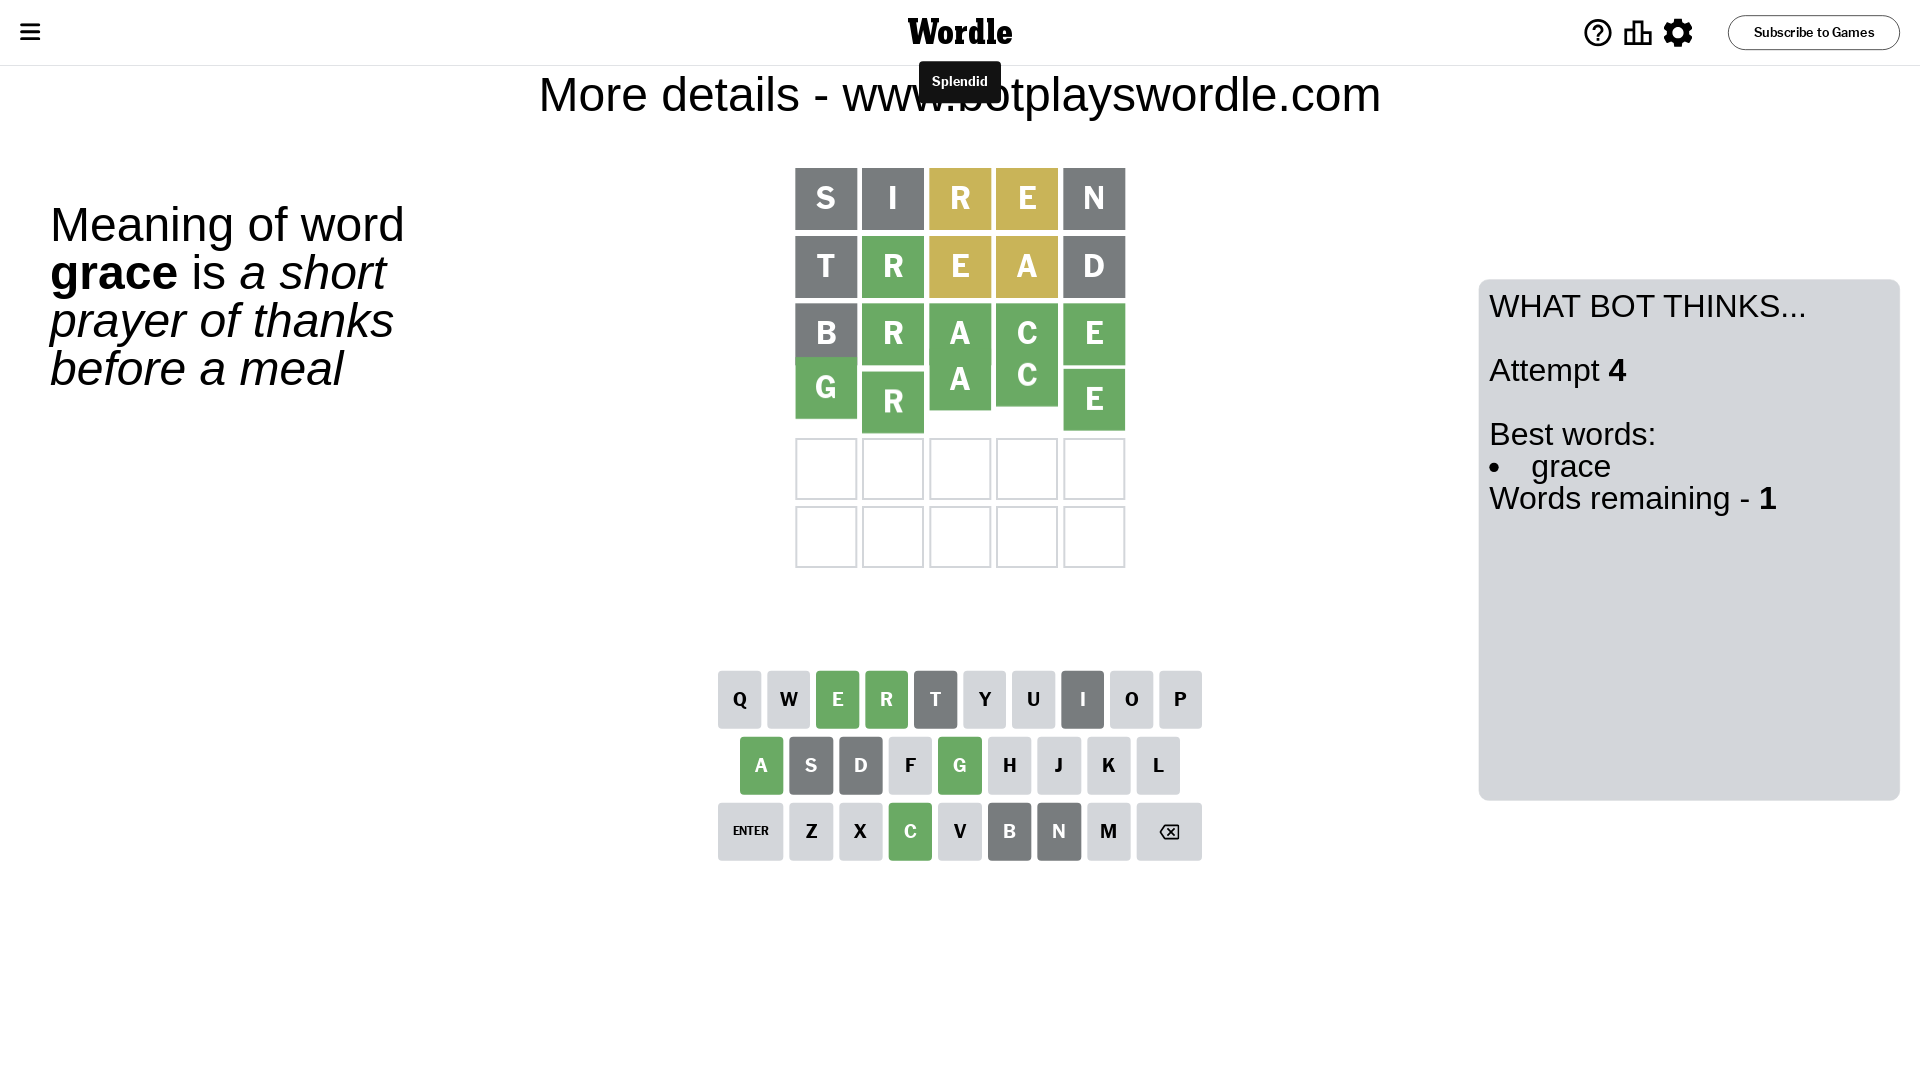 Wordle
Subscribe to Games
Splendid
More details - www.botplayswordle.com
Meaning of word
grace is a short
prayer of thanks
before a meal
S I R E N
T R E A D
B R A C E
G R A C E
WHAT BOT THINKS...
Attempt 4
Best words:
• grace
Words remaining - 1
Q W E R T Y U I O P
A S D F G H J K L
ENTER Z X C V B N M